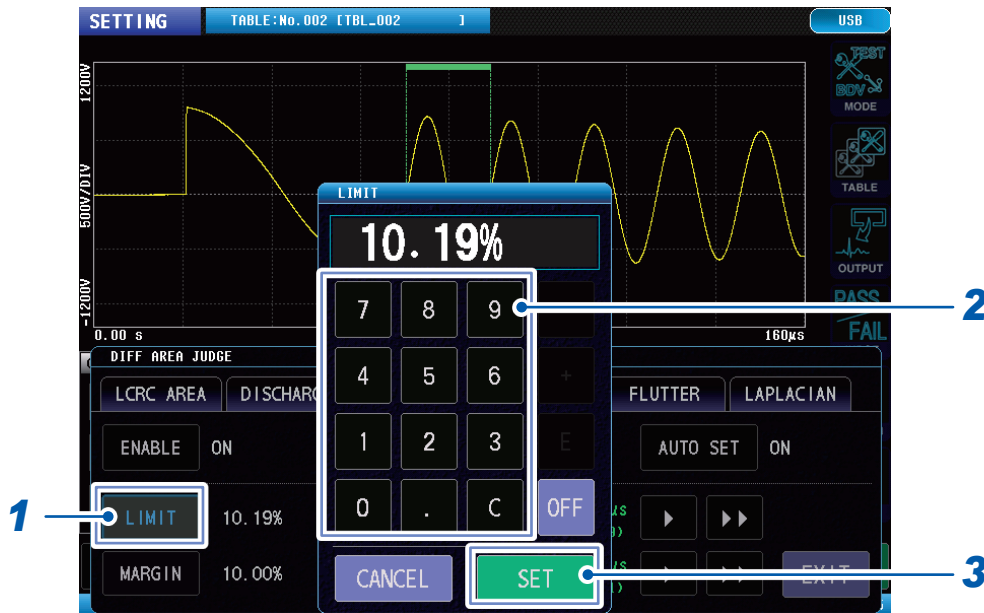 SETTING
TABLE:No.002 [TBL_002 ]
USB
TEST
BDV
MODE
TABLE
OUTPUT
PASS
FAIL
1200V
500V/DIV
-1200V
0.00 s
160μs
LIMIT
10.19%
7 8 9
4 5 6 +
1 2 3 E
0 . C OFF
CANCEL SET
DIFF AREA JUDGE
LCRC AREA
FLUTTER LAPLACIAN
ENABLE ON
AUTO SET ON
LIMIT 10.19%
MARGIN 10.00%
EXIT
1
2
3